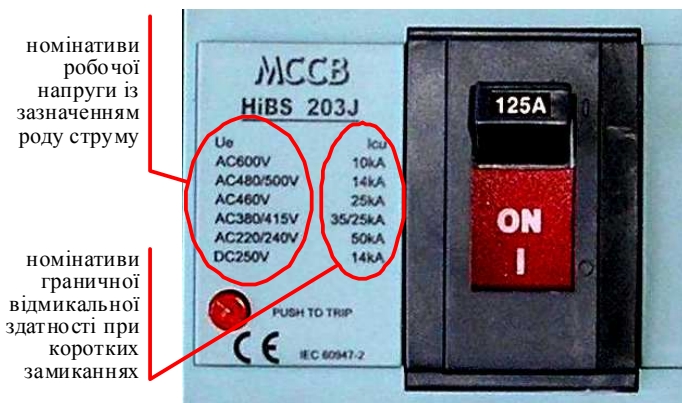 номінативи
робочої
напруги із
зазначенням
роду струму
номінативи
граничної
відмикальної
здатності при
коротких
замиканнях
MCCB
HiBS 203J
Ue Icu
AC600V 10kA
AC480/500V 14kA
AC460V 25kA
AC380/415V 35/25kA
AC220/240V 50kA
DC250V 14kA
PUSH TO TRIP
CE IEC 60947-2
125A
ON
I